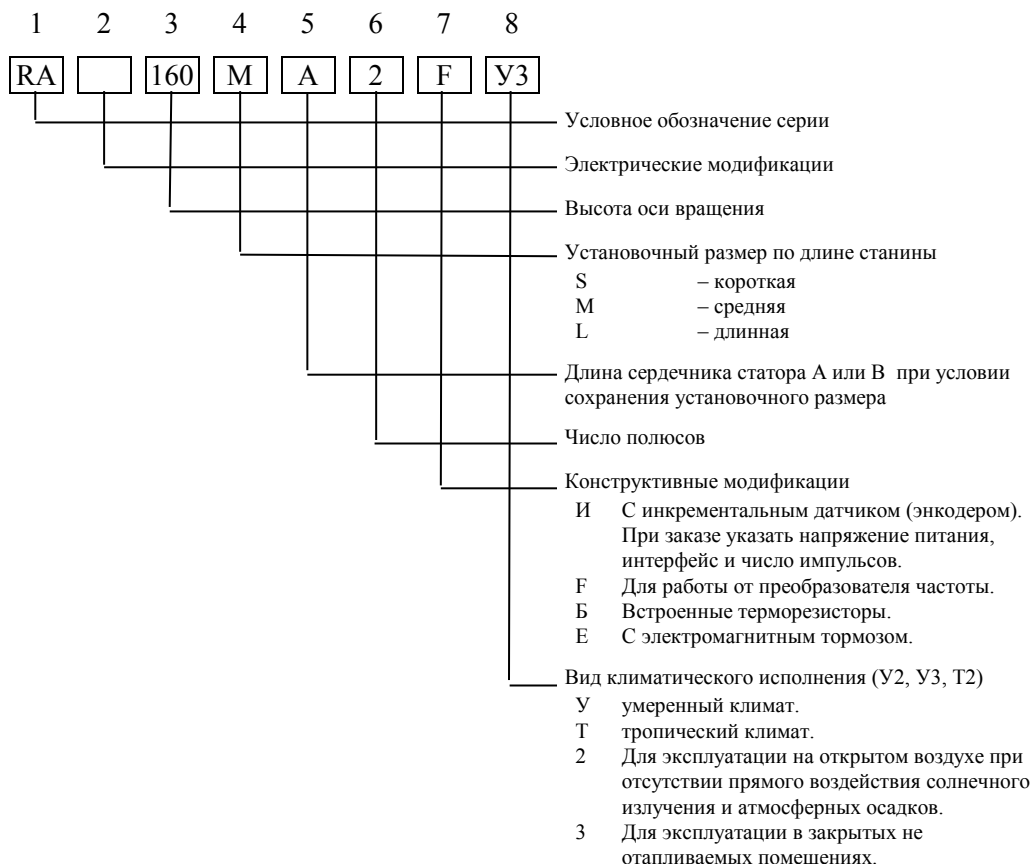 1 2 3 4 5 6 7 8
RA 160 M A 2 F У3
Условное обозначение серии
Электрические модификации
Высота оси вращения
Установочный размер по длине станины
S – короткая
M – средняя
L – длинная
Длина сердечника статора А или В при условии
сохранения установочного размера
Число полюсов
Конструктивные модификации
И С инкрементальным датчиком (энкодером).
При заказе указать напряжение питания,
интерфейс и число импульсов.
F Для работы от преобразователя частоты.
Б Встроенные терморезисторы.
Е С электромагнитным тормозом.
Вид климатического исполнения (У2, У3, Т2)
У умеренный климат.
Т тропический климат.
2 Для эксплуатации на открытом воздухе при
отсутствии прямого воздействия солнечного
излучения и атмосферных осадков.
3 Для эксплуатации в закрытых не
отапливаемых помещениях.